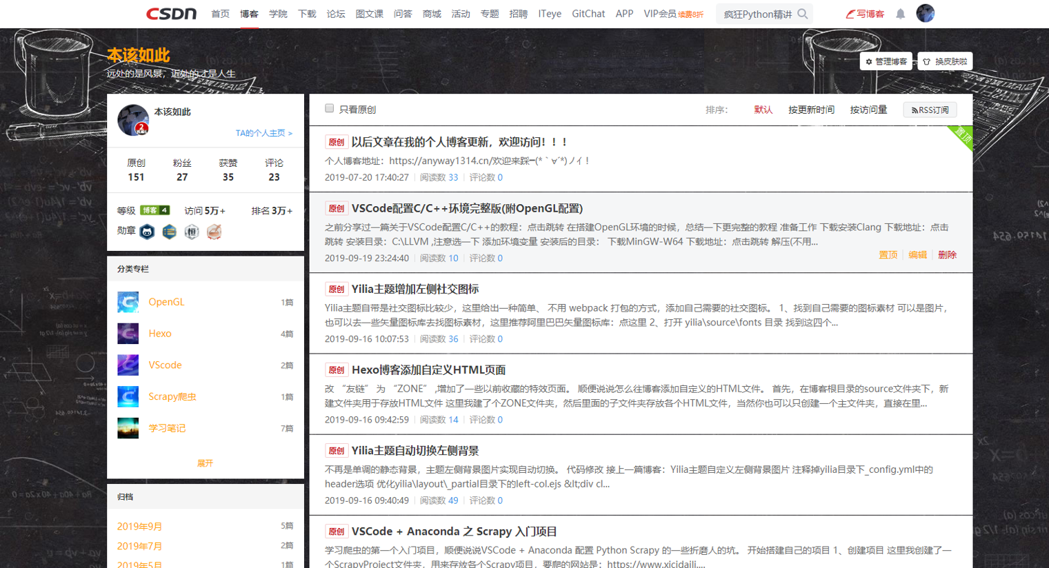 CSDN 首页 博客 学院 下载 论坛 图文课 问答 商城 活动 专题 招聘 ITeye GitChat APP VIP会员 续费8折 疯狂Python精讲 写博客
本该如此
远处的是风景，近处的才是人生
管理博客 换皮肤啦
本该如此
TA的个人主页 >
原创 粉丝 获赞 评论
151 27 35 23
等级 博客 4 访问 5万+ 排名 3万+
勋章
分类专栏
OpenGL 1篇
Hexo 4篇
VScode 2篇
Scrapy爬虫 1篇
学习笔记 7篇
展开
归档
2019年9月 5篇
2019年7月 2篇
2019年5月 1篇
只看原创 排序： 默认 按更新时间 按访问量 RSS订阅
置顶
原创 以后文章在我的个人博客更新，欢迎访问！！！
个人博客地址：https://anyway1314.cn/欢迎来踩━(*｀∀´*)ノ亻!
2019-07-20 17:40:27 阅读数 33 评论数 0
原创 VSCode配置C/C++环境完整版(附OpenGL配置)
之前分享过一篇关于VSCode配置C/C++的教程：点击跳转 在搭建OpenGL环境的时候，总结一下更完整的教程 准备工作 下载安装Clang 下载地址：点击
跳转 安装目录：C:\LLVM ,注意选一下 添加环境变量 安装后的目录： 下载MinGW-W64 下载地址：点击跳转 解压(不用...
2019-09-19 23:24:40 阅读数 10 评论数 0 置顶 编辑 删除
原创 Yilia主题增加左侧社交图标
Yilia主题自带是社交图标比较少，这里给出一种简单、 不用 webpack 打包的方式，添加自己需要的社交图标。 1、找到自己需要的图标素材 可以是图片，
也可以去一些矢量图标库去找图标素材，这里推荐阿里巴巴矢量图标库：点这里 2、打开 yilia\source\fonts 目录 找到这四个...
2019-09-16 10:07:53 阅读数 36 评论数 0
原创 Hexo博客添加自定义HTML页面
改 “友链” 为 “ZONE” ,增加了一些以前收藏的特效页面。 顺便说说怎么往博客添加自定义的HTML文件。 首先，在博客根目录的source文件夹下，新
建文件夹用于存放HTML文件 这里我建了个ZONE文件夹，然后里面的子文件夹存放各个HTML文件，当然你也可以只创建一个主文件夹，直接在里...
2019-09-16 09:42:59 阅读数 14 评论数 0
原创 Yilia主题自动切换左侧背景
不再是单调的静态背景，主题左侧背景图片实现自动切换。 代码修改 接上一篇博客：Yilia主题自定义左侧背景图片 注释掉yilia目录下_config.yml中的
header选项 优化yilia\layout\_partial目录下的left-col.ejs &lt;div cl...
2019-09-16 09:40:49 阅读数 49 评论数 0
原创 VSCode + Anaconda 之 Scrapy 入门项目
学习爬虫的第一个入门项目，顺便说说VSCode + Anaconda 配置 Python Scrapy 的一些折磨人的坑。 开始搭建自己的项目 1、创建项目 这里我创建了一
个ScrapyProject文件夹，用来存放各个Scrapy项目，要爬的网站是：https://www.xicidaili....